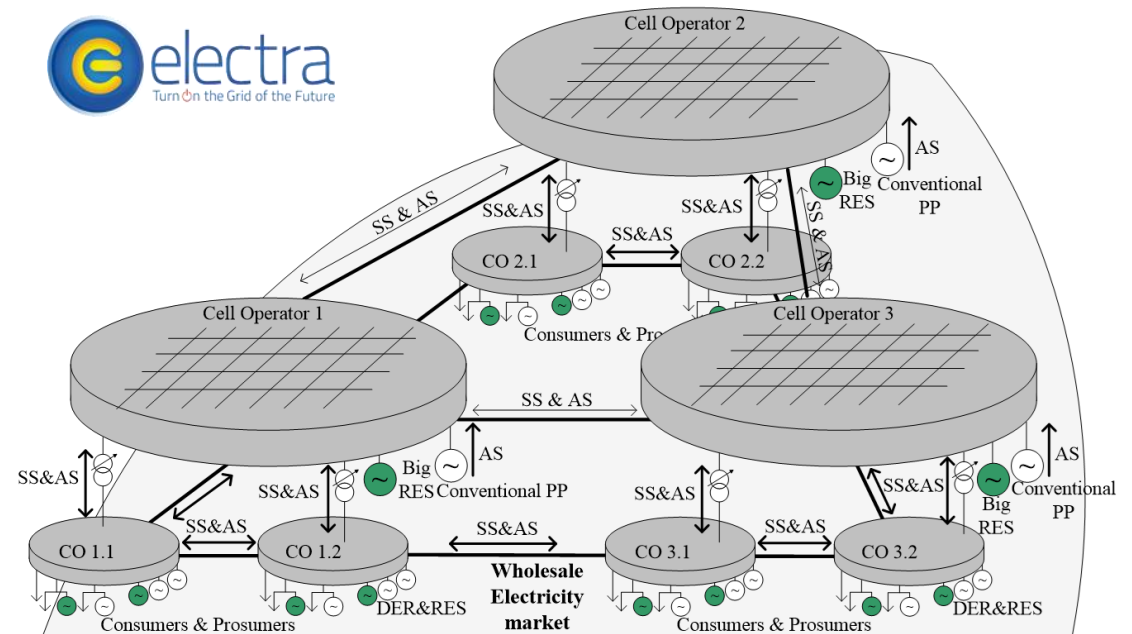 electra
Turn On the Grid of the Future
Cell Operator 2
AS
Big
RES
Conventional
PP
SS & AS
SS&AS
SS&AS
SS&AS
SS & AS
CO 2.1
CO 2.2
Consumers & Pro
Cell Operator 1
Cell Operator 3
SS & AS
AS
Big
RES
Conventional PP
AS
Big
RES
Conventional
PP
SS&AS
SS&AS
SS&AS
SS&AS
SS&AS
SS&AS
SS&AS
CO 1.1
CO 1.2
CO 3.1
CO 3.2
Wholesale
Electricity
market
DER&RES
DER&RES
Consumers & Prosumers
Consumers & Prosumers